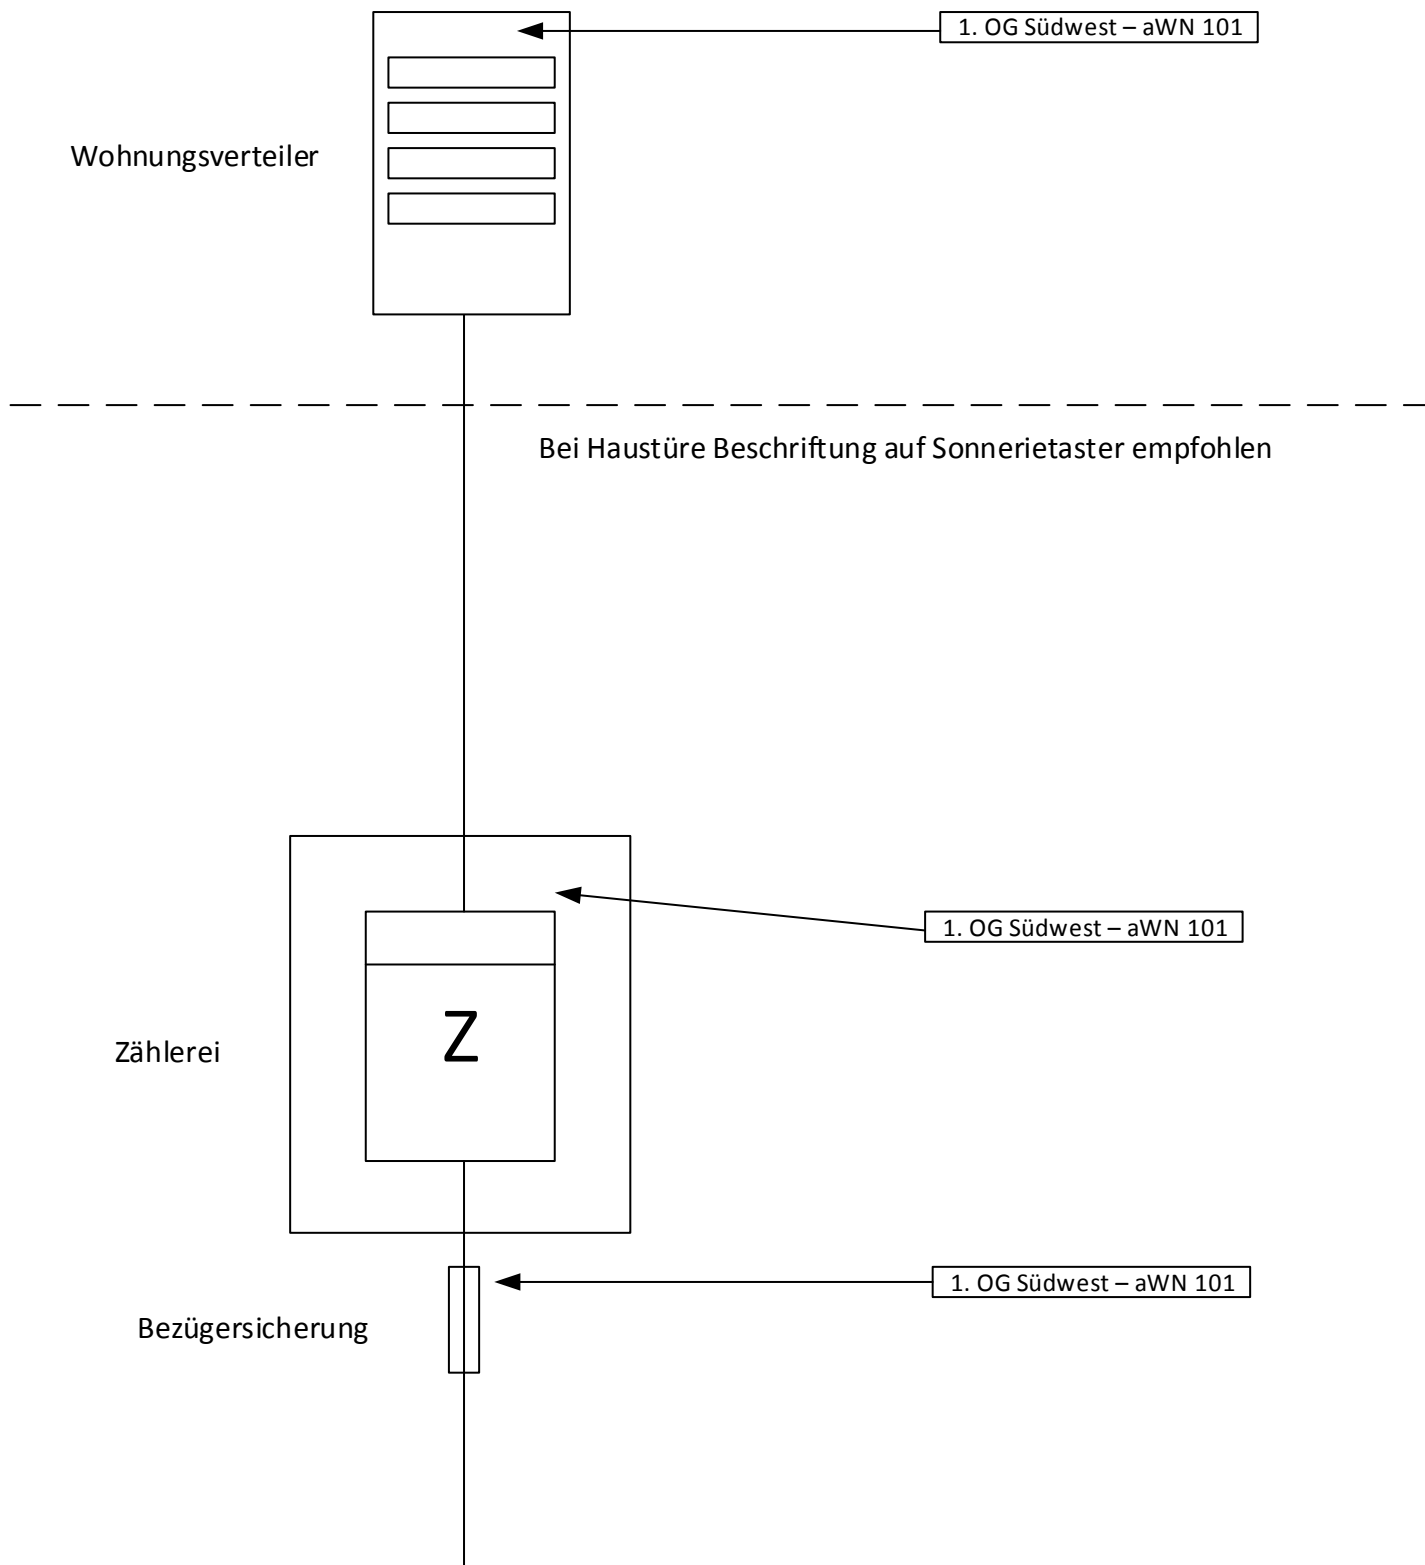 1. OG Südwest – aWN 101
Wohnungsverteiler
Bei Haustüre Beschriftung auf Sonnerietaster empfohlen
1. OG Südwest – aWN 101
Z
Zählerei
1. OG Südwest – aWN 101
Bezügersicherung